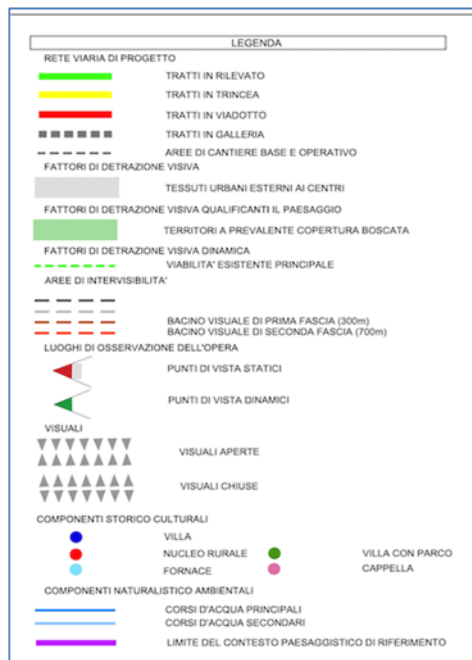 LEGENDA
RETE VIARIA DI PROGETTO
TRATTI IN RILEVATO
TRATTI IN TRINCEA
TRATTI IN VIADOTTO
TRATTI IN GALLERIA
AREE DI CANTIERE BASE E OPERATIVO
FATTORI DI DETRAZIONE VISIVA
TESSUTI URBANI ESTERNI AI CENTRI
FATTORI DI DETRAZIONE VISIVA QUALIFICANTI IL PAESAGGIO
TERRITORI A PREVALENTE COPERTURA BOSCATA
FATTORI DI DETRAZIONE VISIVA DINAMICA
VIABILITA' ESISTENTE PRINCIPALE
AREE DI INTERVISIBILITA'
BACINO VISUALE DI PRIMA FASCIA (300m)
BACINO VISUALE DI SECONDA FASCIA (700m)
LUOGHI DI OSSERVAZIONE DELL'OPERA
PUNTI DI VISTA STATICI
PUNTI DI VISTA DINAMICI
VISUALI
VISUALI APERTE
VISUALI CHIUSE
COMPONENTI STORICO CULTURALI
VILLA
NUCLEO RURALE VILLA CON PARCO
FORNACE CAPPELLA
COMPONENTI NATURALISTICO AMBIENTALI
CORSI D'ACQUA PRINCIPALI
CORSI D'ACQUA SECONDARI
LIMITE DEL CONTESTO PAESAGGISTICO DI RIFERIMENTO